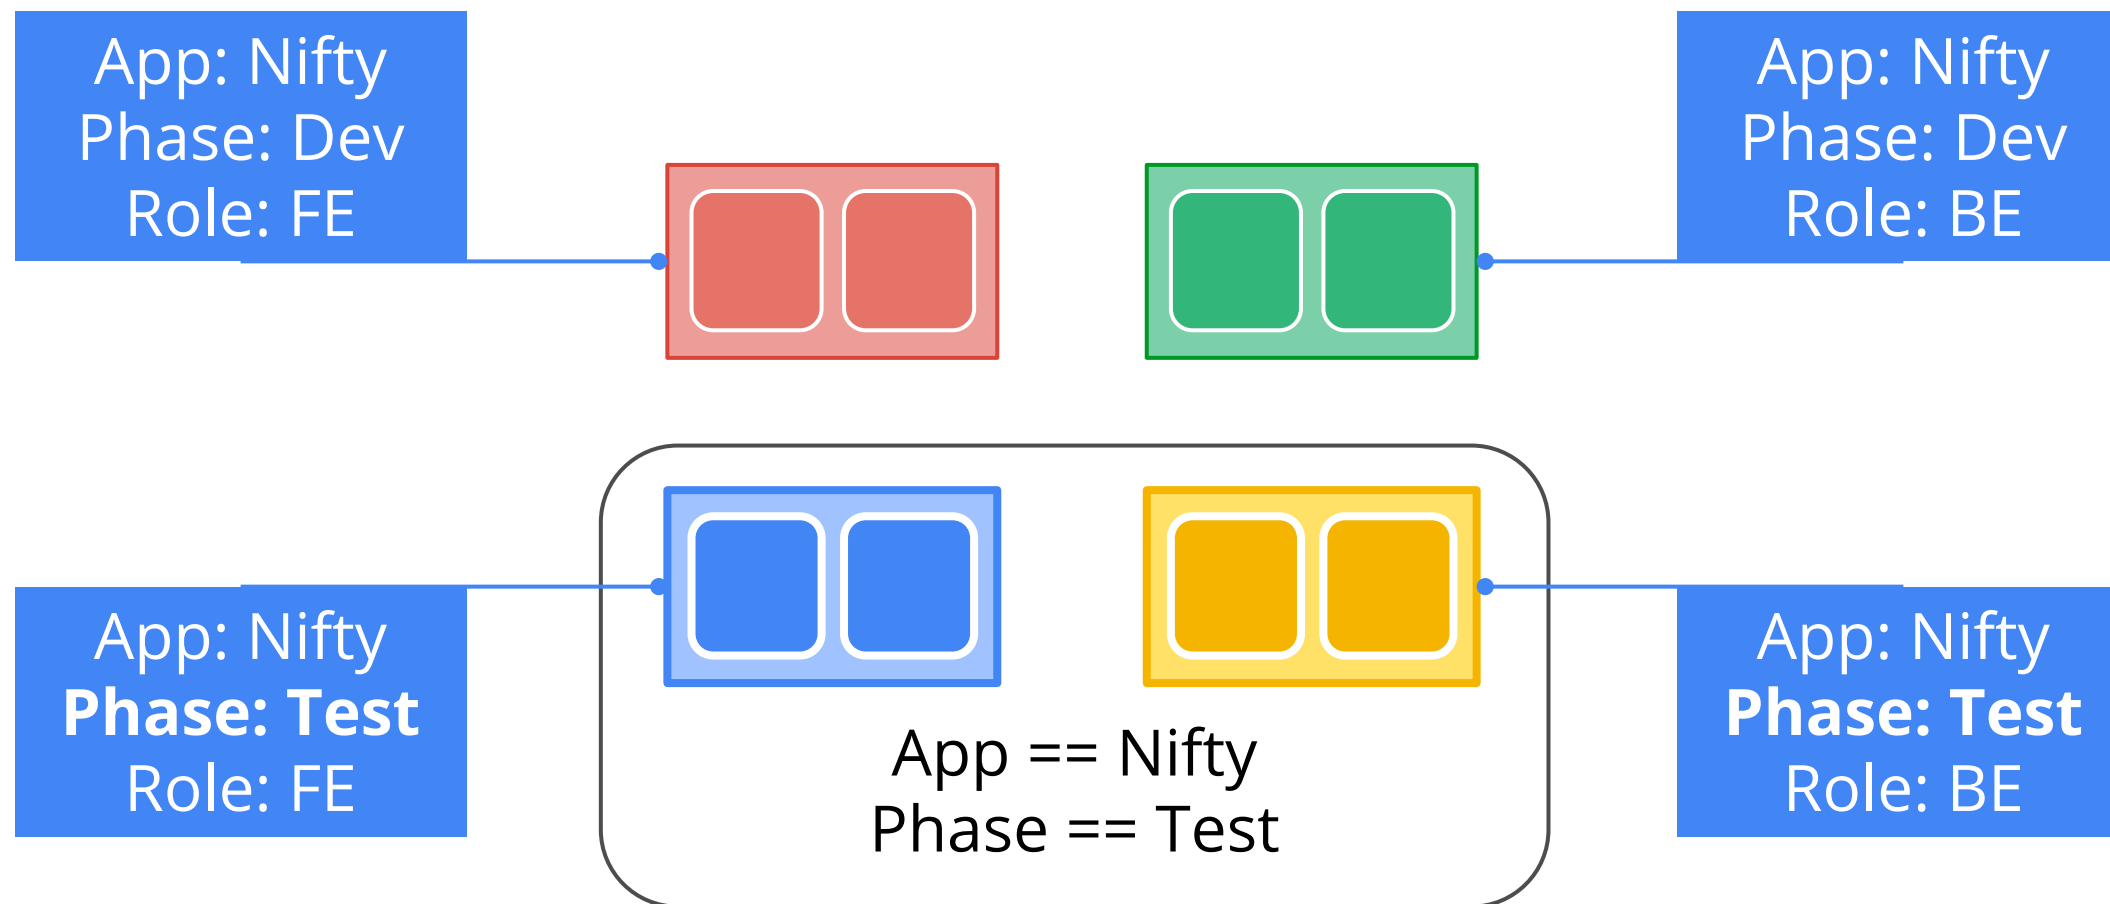 App: Nifty
Phase: Dev
Role: FE
App: Nifty
Phase: Dev
Role: BE
App: Nifty
Phase: Test
Role: FE
App == Nifty
Phase == Test
App: Nifty
Phase: Test
Role: BE